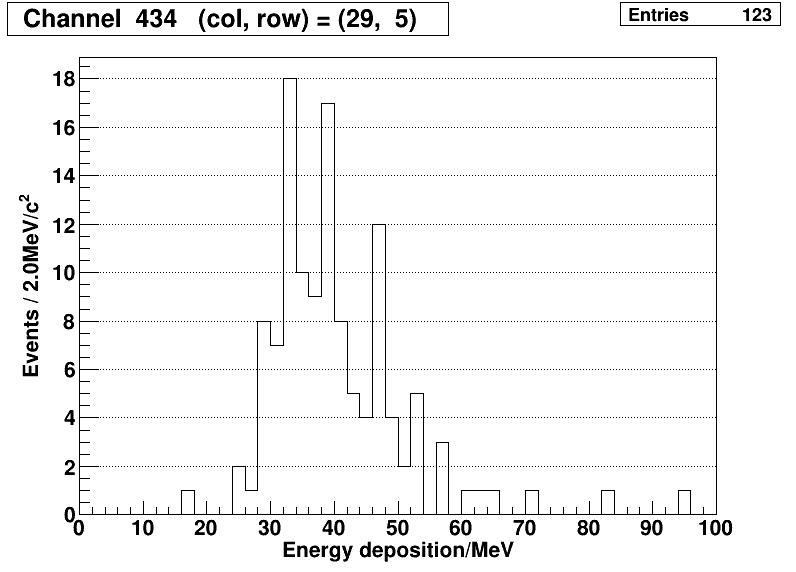 Channel 434 (col, row) = (29, 5)
Entries 123
Events / 2.0MeV/c²
18
16
14
12
10
8
6
4
2
0
0 10 20 30 40 50 60 70 80 90 100
Energy deposition/MeV